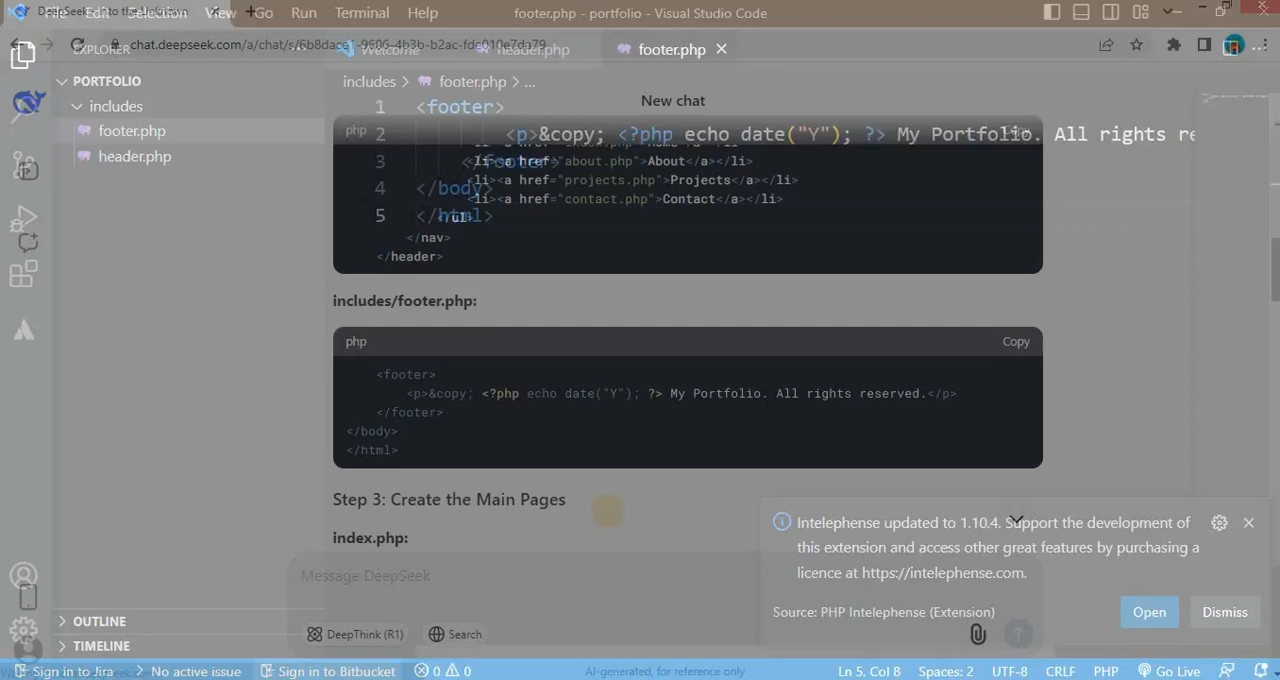 File Edit Selection View Go Run Terminal Help
footer.php - portfolio - Visual Studio Code
DeepSeek
chat.deepseek.com/a/chat/s/
EXPLORER
Welcome
header.php
footer.php
PORTFOLIO
includes
footer.php
header.php
includes > footer.php > ...
New chat
1 <footer>
php
Copy
2 <p>&copy; <?php echo date("Y"); ?> My Portfolio. All rights re
<li><a href="about.php">About</a></li>
3 </footer>
<li><a href="projects.php">Projects</a></li>
4 </body>
<li><a href="contact.php">Contact</a></li>
5 </html>
</ul>
</nav>
</header>
includes/footer.php:
php
Copy
<footer>
<p>&copy; <?php echo date("Y"); ?> My Portfolio. All rights reserved.</p>
</footer>
</body>
</html>
Step 3: Create the Main Pages
index.php:
Message DeepSeek
DeepThink (R1)
Search
Intelephense updated to 1.10.4. Support the development of
this extension and access other great features by purchasing a
licence at https://intelephense.com.
Source: PHP Intelephense (Extension)
Open
Dismiss
OUTLINE
TIMELINE
Sign in to Jira
No active issue
Sign in to Bitbucket
0 0
AI-generated, for reference only
Ln 5, Col 8
Spaces: 2
UTF-8
CRLF
PHP
Go Live